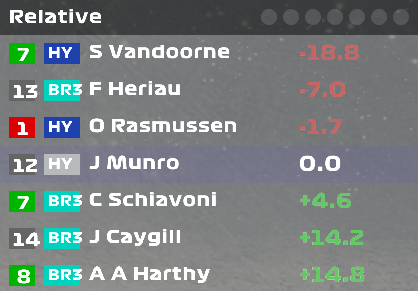 Relative
7 HY S Vandoorne -18.8
13 BR3 F Heriau -7.0
1 HY O Rasmussen -1.7
12 HY J Munro 0.0
7 BR3 C Schiavoni +4.6
14 BR3 J Caygill +14.2
8 BR3 A A Harthy +14.8